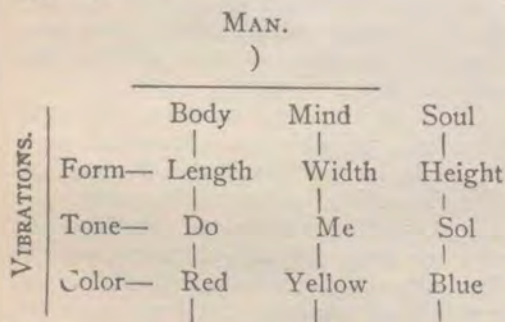 MAN.
)
Body Mind Soul
VIBRATIONS.
Form— Length Width Height
Tone— Do Me Sol
Color— Red Yellow Blue